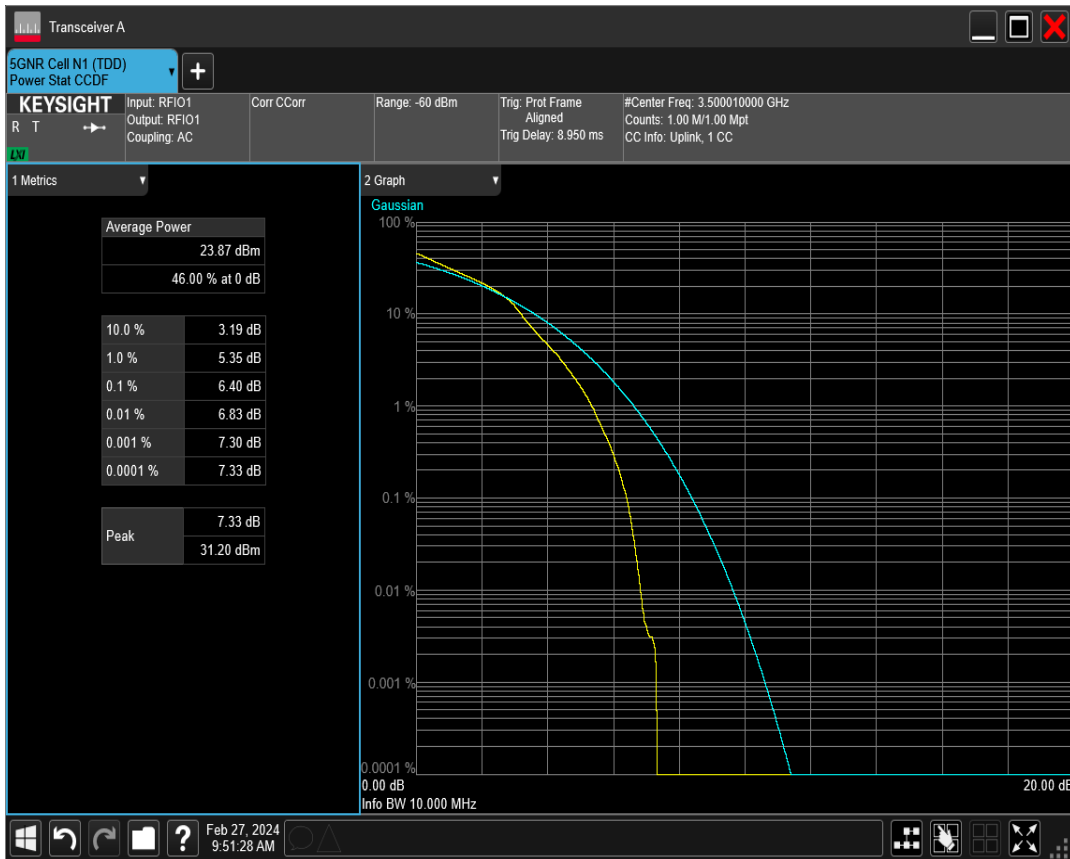 Transceiver A
5GNR Cell N1 (TDD)
Power Stat CCDF
KEYSIGHT
R T
LXI
Input: RFIO1
Output: RFIO1
Coupling: AC
Corr CCorr
Range: -60 dBm
Trig: Prot Frame
Aligned
Trig Delay: 8.950 ms
#Center Freq: 3.500010000 GHz
Counts: 1.00 M/1.00 Mpt
CC Info: Uplink, 1 CC
1 Metrics
Average Power
23.87 dBm
46.00 % at 0 dB
10.0 % 3.19 dB
1.0 % 5.35 dB
0.1 % 6.40 dB
0.01 % 6.83 dB
0.001 % 7.30 dB
0.0001 % 7.33 dB
Peak
7.33 dB
31.20 dBm
2 Graph
Gaussian
100 %
10 %
1 %
0.1 %
0.01 %
0.001 %
0.0001 %
0.00 dB 20.00 dB
Info BW 10.000 MHz
?
Feb 27, 2024
9:51:28 AM